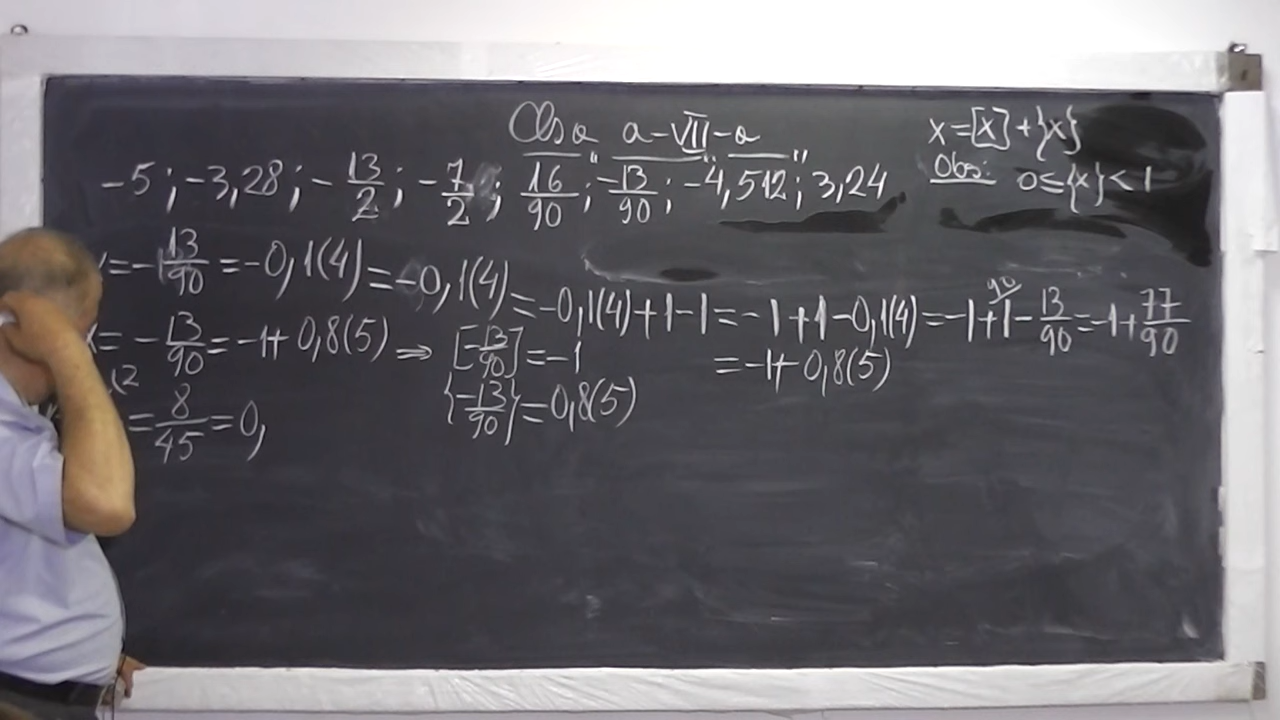 Clasa a-VII-a
x=[x]+{x}
Obs: 0≤{x}<1
-5; -3,28; -13/2; -7/2; 16/90; -13/90; -4,512; 3,24
=-13/90=-0,1(4)=-0,1(4)=-0,1(4)+1-1=-1+1-0,1(4)=-1+1-13/90=-1+77/90
=-1+0,8(5)
x=-13/90=-1+0,8(5)⇒[-13/90]=-1
{-13/90}=0,8(5)
=8/45=0,